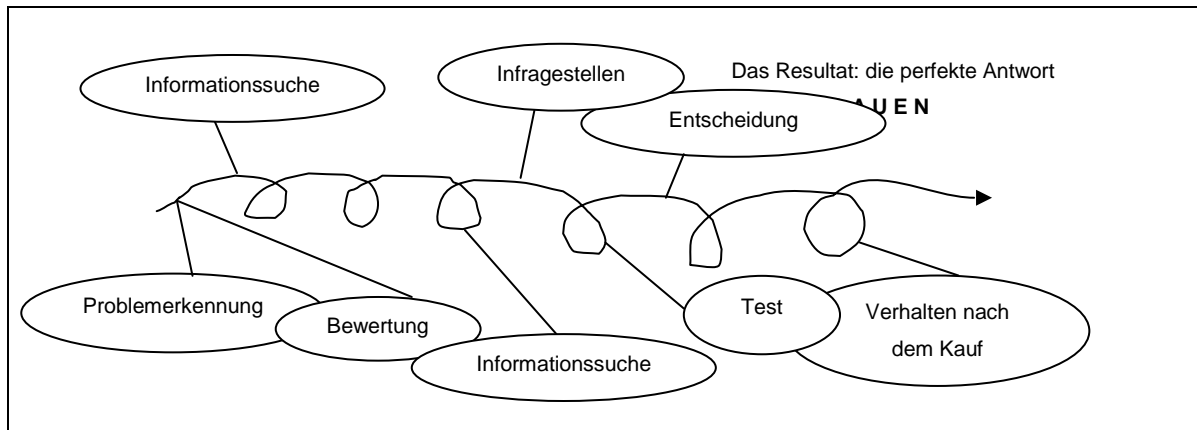 Informationssuche
Infragestellen
Das Resultat: die perfekte Antwort
Entscheidung
Problemerkennung
Bewertung
Informationssuche
Test
Verhalten nach
dem Kauf